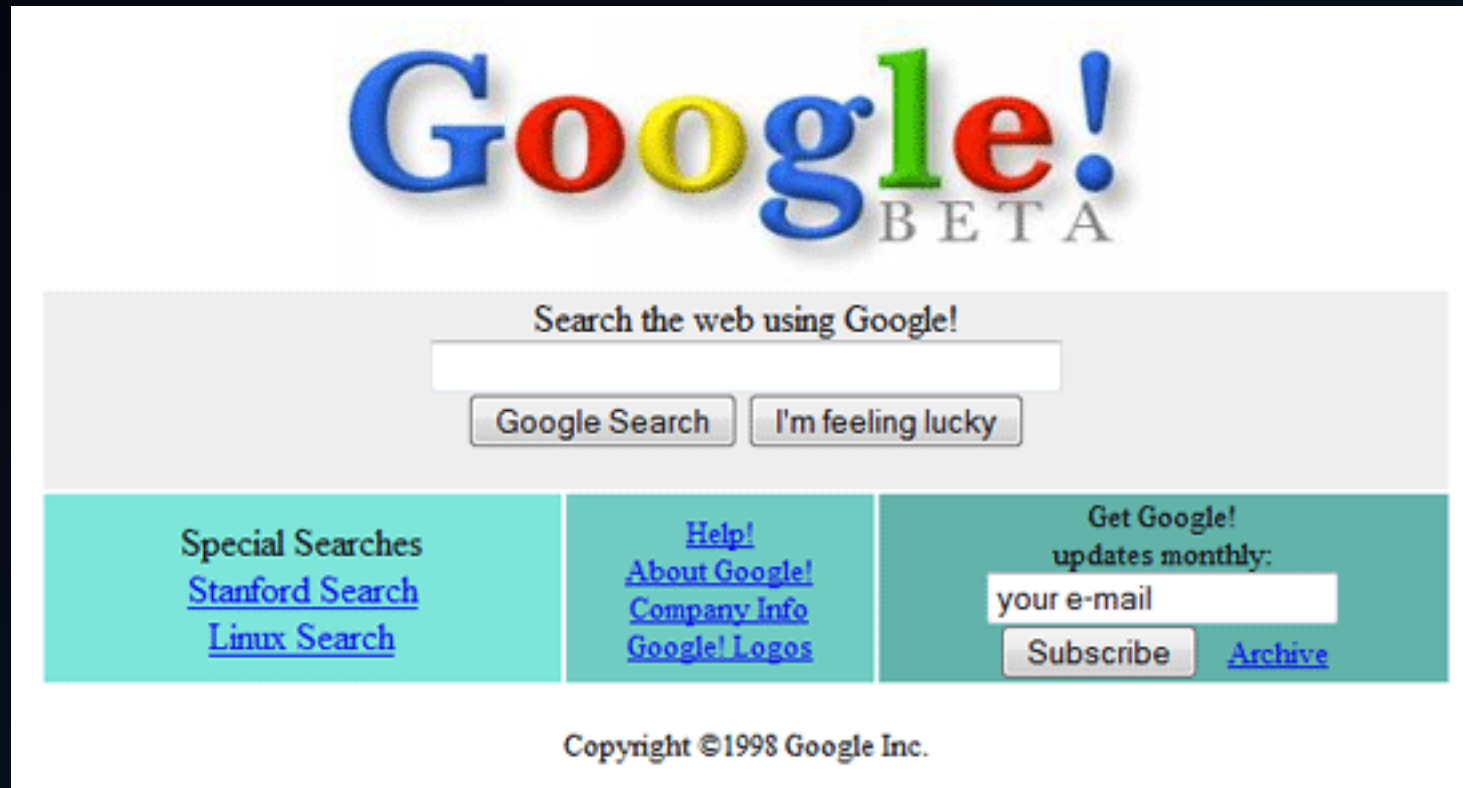 Google!
BETA
Search the web using Google!
Google Search I'm feeling lucky
Special Searches
Stanford Search
Linux Search
Help!
About Google!
Company Info
Google! Logos
Get Google!
updates monthly:
your e-mail
Subscribe Archive
Copyright ©1998 Google Inc.